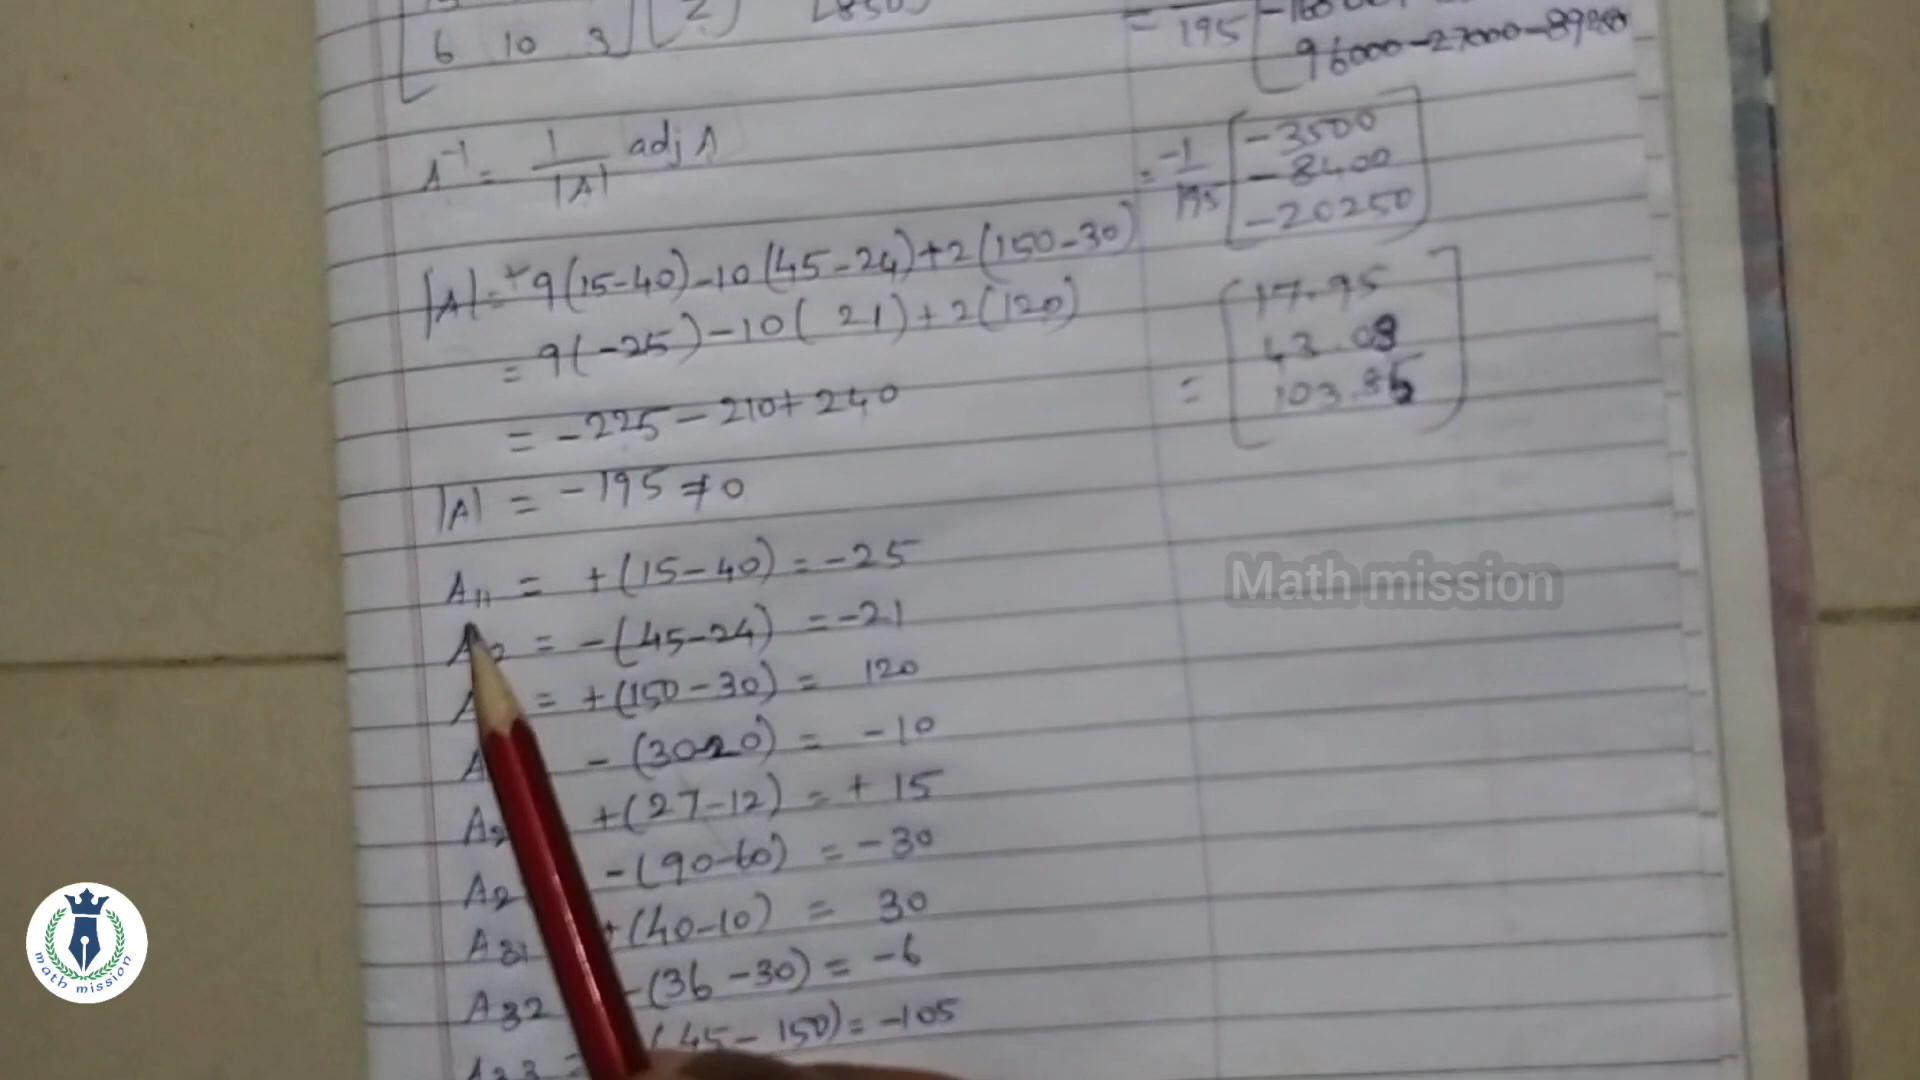 6 10 3] [z] [850]
A⁻¹ = 1/|A| adj A
|A| = 9(15-40)-10(45-24)+2(150-30)
= 9(-25)-10( 21)+2(120)
= -225-210+240
|A| = -195≠0
A₁₁ = +(15-40) = -25
= -(45-24) = -21
= +(150-30) = 120
-(30-20) = -10
+(27-12) = + 15
-(90-60) = -30
A₃₁ +(40-10) = 30
A₃₂ -(36-30) = -6
A₃₃ = (45-150) = -105
= 195
96000-27000-
= -1/195 [-3500
-8400
-20250]
= [17.95
43.08
103.85]
Math mission
math mission